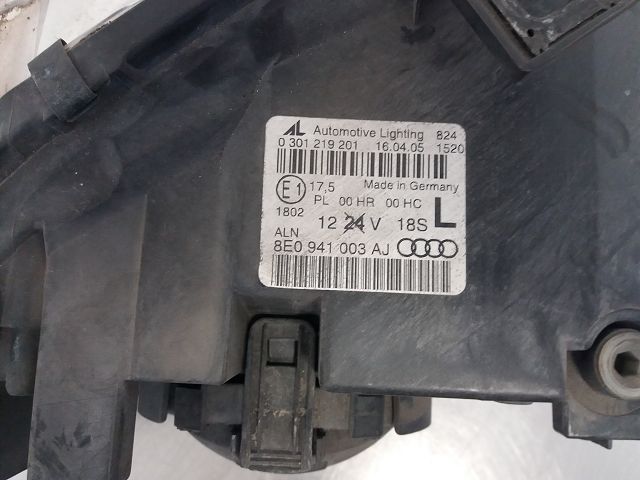 AL Automotive Lighting 824
0 301 219 201 16.04.05 1520
E1 17,5 Made in Germany
PL 00 HR 00 HC
1802 12 24 V 18S L
ALN
8E0 941 003 AJ